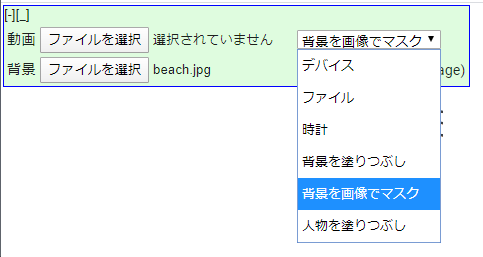 [-][_]
動画 ファイルを選択 選択されていません 背景を画像でマスク
背景 ファイルを選択 beach.jpg age)
デバイス
ファイル
時計
背景を塗りつぶし
背景を画像でマスク
人物を塗りつぶし